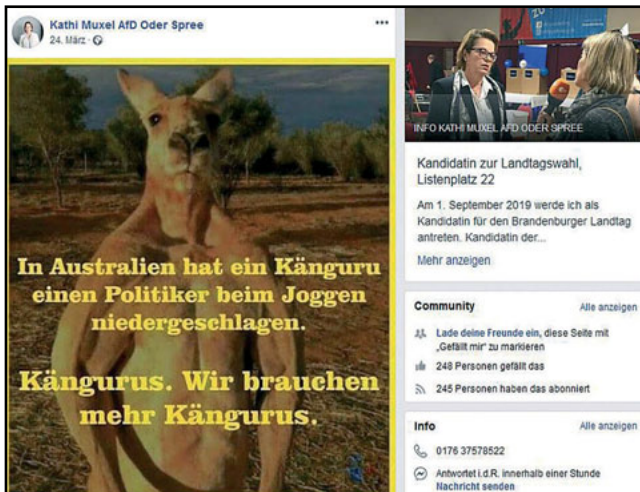 Kathi Muxel AfD Oder Spree
24. März
In Australien hat ein Känguru
einen Politiker beim Joggen
niedergeschlagen.
Kängurus. Wir brauchen
mehr Kängurus.
INFO KATHI MUXEL AFD ODER SPREE
Kandidatin zur Landtagswahl,
Listenplatz 22
Am 1. September 2019 werde ich als
Kandidatin für den Brandenburger Landtag
antreten. Kandidatin der...
Mehr anzeigen
Community Alle anzeigen
Lade deine Freunde ein, diese Seite mit
„Gefällt mir“ zu markieren
248 Personen gefällt das
245 Personen haben das abonniert
Info Alle anzeigen
0176 37578522
Antwortet i.d.R. innerhalb einer Stunde
Nachricht senden